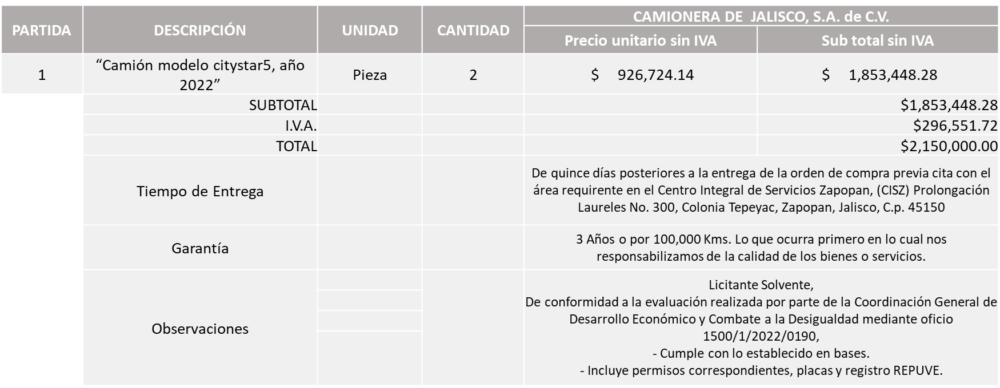 PARTIDA DESCRIPCIÓN UNIDAD CANTIDAD CAMIONERA DE JALISCO, S.A. de C.V.
Precio unitario sin IVA Sub total sin IVA
1 “Camión modelo citystar5, año
2022” Pieza 2 $ 926,724.14 $ 1,853,448.28
SUBTOTAL $1,853,448.28
I.V.A. $296,551.72
TOTAL $2,150,000.00
Tiempo de Entrega
De quince días posteriores a la entrega de la orden de compra previa cita con el
área requirente en el Centro Integral de Servicios Zapopan, (CISZ) Prolongación
Laureles No. 300, Colonia Tepeyac, Zapopan, Jalisco, C.p. 45150
Garantía
3 Años o por 100,000 Kms. Lo que ocurra primero en lo cual nos
responsabilizamos de la calidad de los bienes o servicios.
Observaciones
Licitante Solvente,
De conformidad a la evaluación realizada por parte de la Coordinación General de
Desarrollo Económico y Combate a la Desigualdad mediante oficio
1500/1/2022/0190,
- Cumple con lo establecido en bases.
- Incluye permisos correspondientes, placas y registro REPUVE.